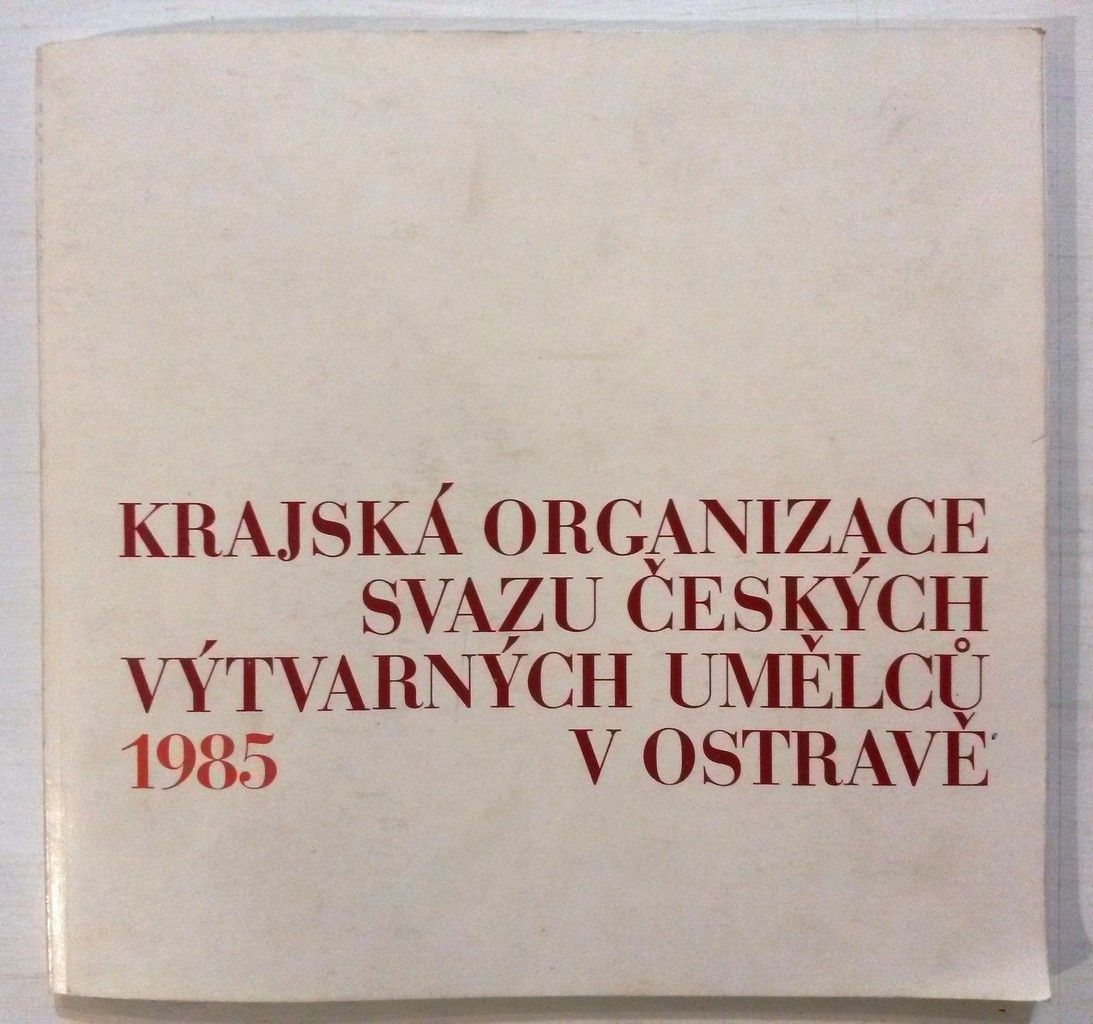 KRAJSKÁ ORGANIZACE
SVAZU ČESKÝCH
VÝTVARNÝCH UMĚLCŮ
1985 V OSTRAVĚ